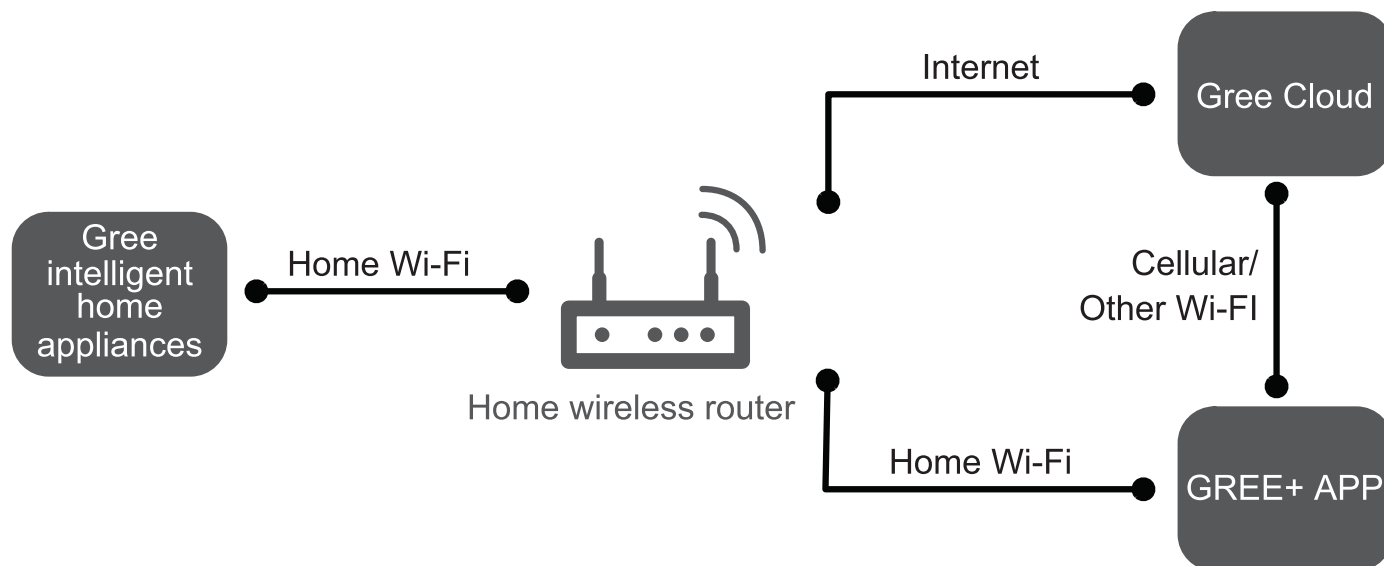 Internet
Gree Cloud
Gree
intelligent
home
appliances
Home Wi-Fi
Cellular/
Other Wi-FI
Home wireless router
Home Wi-Fi
GREE+ APP